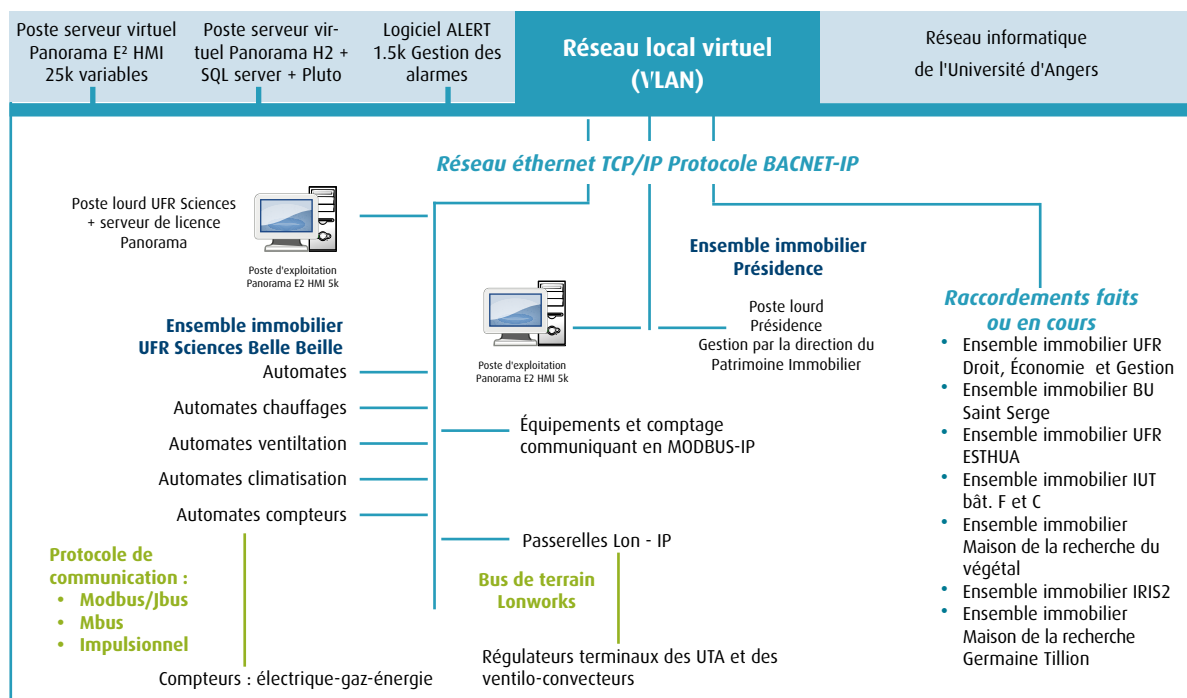 Poste serveur virtuel
Panorama E² HMI
25k variables
Poste serveur vir-
tuel Panorama H2 +
SQL server + Pluto
Logiciel ALERT
1.5k Gestion des
alarmes
Réseau local virtuel
(VLAN)
Réseau informatique
de l'Université d'Angers
Réseau éthernet TCP/IP Protocole BACNET-IP
Poste lourd UFR Sciences
+ serveur de licence
Panorama
Poste d'exploitation
Panorama E2 HMI 5k
Ensemble immobilier
UFR Sciences Belle Beille
Automates
Automates chauffages
Automates ventiltation
Automates climatisation
Automates compteurs
Protocole de
communication :
• Modbus/Jbus
• Mbus
• Impulsionnel
Compteurs : électrique-gaz-énergie
Poste d'exploitation
Panorama E2 HMI 5k
Ensemble immobilier
Présidence
Poste lourd
Présidence
Gestion par la direction du
Patrimoine Immobilier
Équipements et comptage
communiquant en MODBUS-IP
Passerelles Lon - IP
Bus de terrain
Lonworks
Régulateurs terminaux des UTA et des
ventilo-convecteurs
Raccordements faits
ou en cours
• Ensemble immobilier UFR
Droit, Économie et Gestion
• Ensemble immobilier BU
Saint Serge
• Ensemble immobilier UFR
ESTHUA
• Ensemble immobilier IUT
bât. F et C
• Ensemble immobilier
Maison de la recherche du
végétal
• Ensemble immobilier IRIS2
• Ensemble immobilier
Maison de la recherche
Germaine Tillion